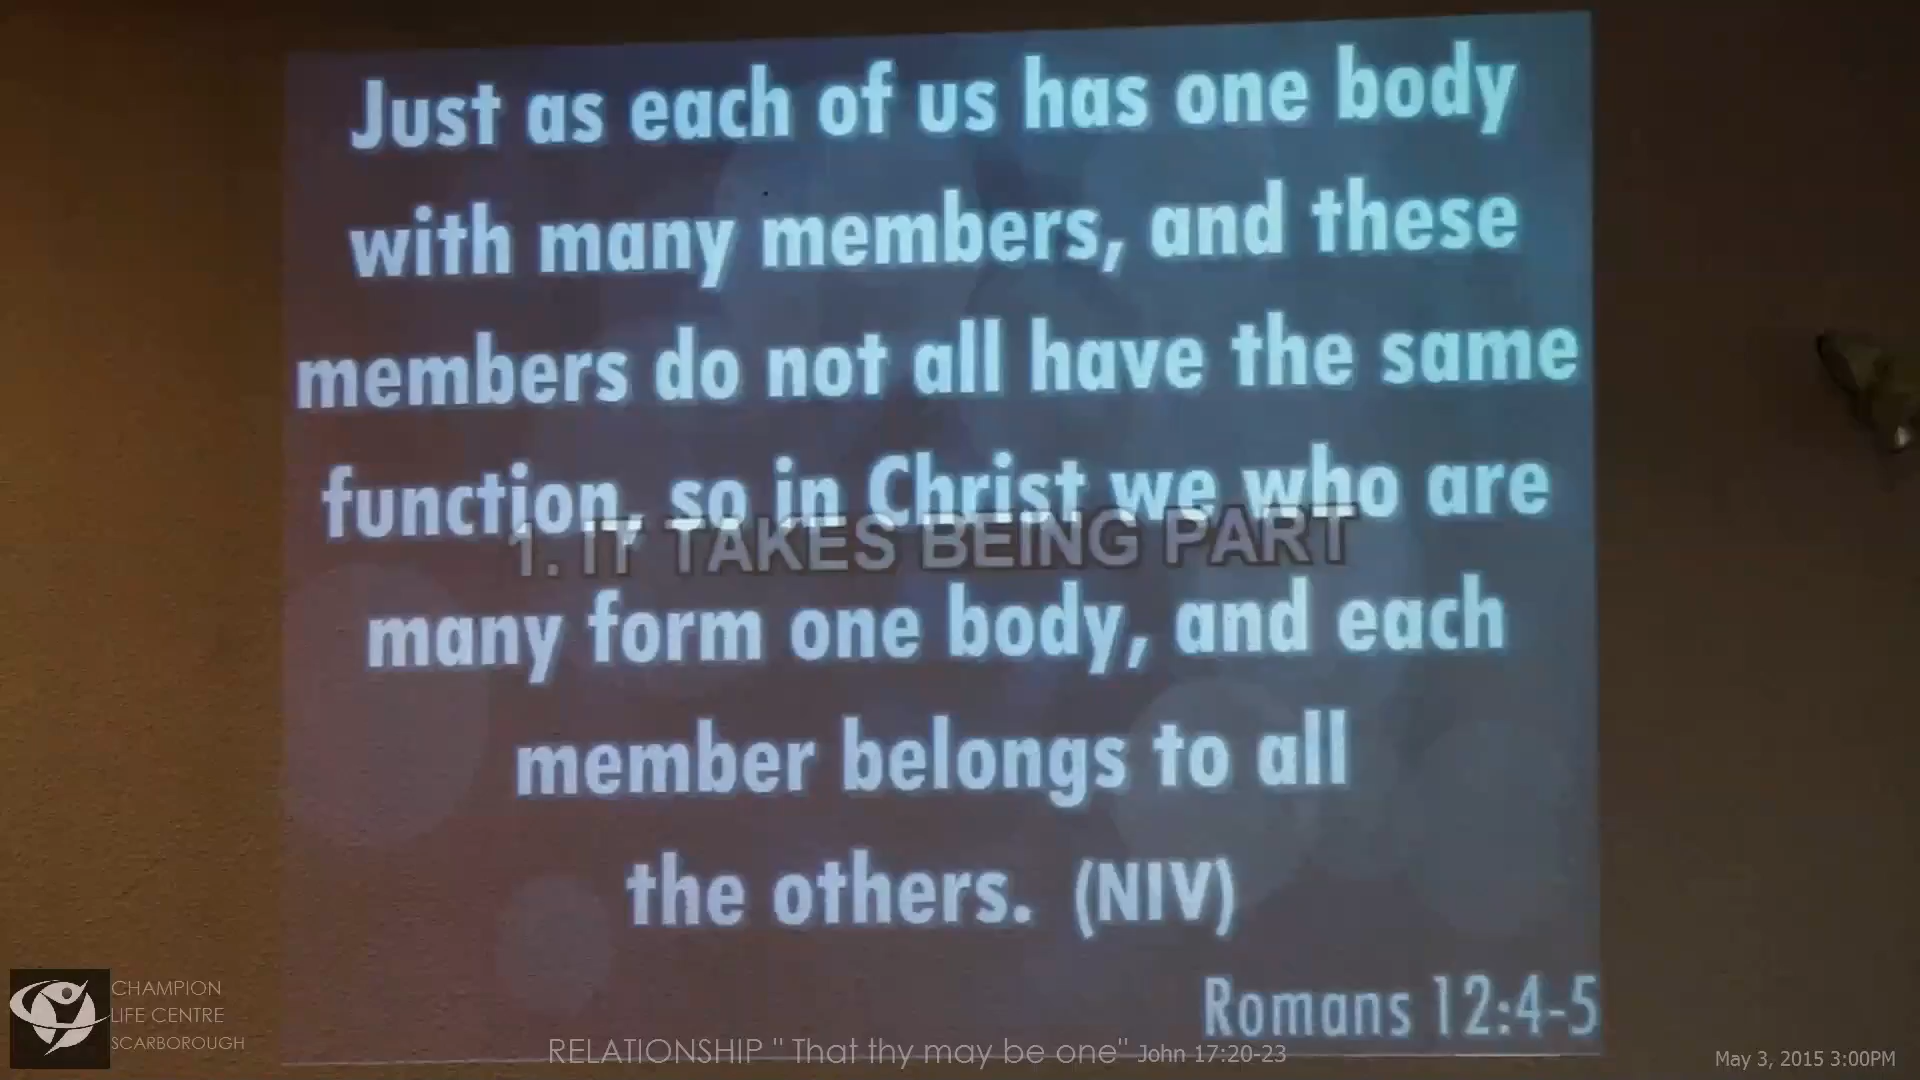 Just as each of us has one body
with many members, and these
members do not all have the same
function, so in Christ we who are
1. IT TAKES BEING PART
many form one body, and each
member belongs to all
the others. (NIV)
Romans 12:4-5
CHAMPION
LIFE CENTRE
SCARBOROUGH
RELATIONSHIP " That thy may be one" John 17:20-23
May 3, 2015 3:00PM